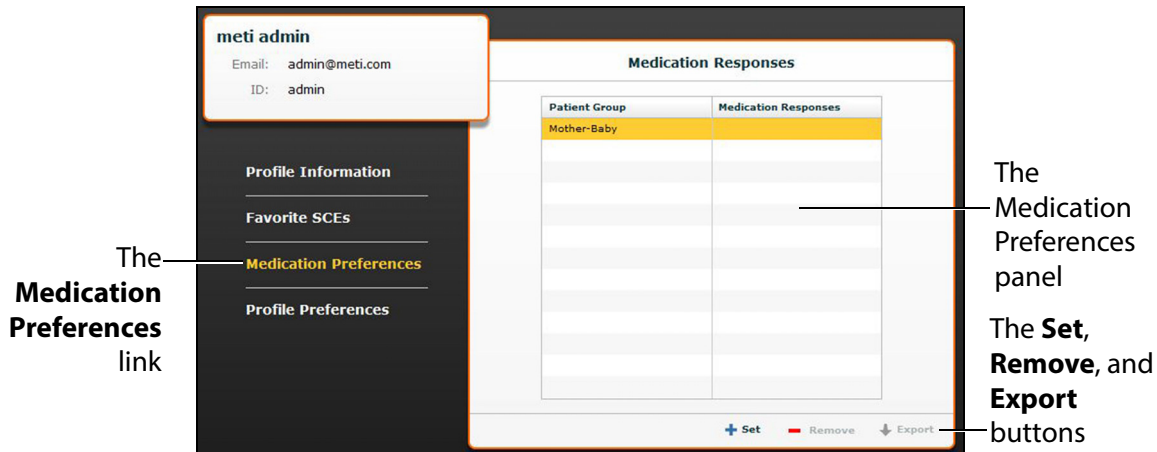 meti admin
Email: admin@meti.com
ID: admin
Profile Information
Favorite SCEs
Medication Preferences
Profile Preferences
Medication Responses
Patient Group Medication Responses
Mother-Baby
Set Remove Export
The
Medication
Preferences
link
The
Medication
Preferences
panel
The Set,
Remove, and
Export
buttons